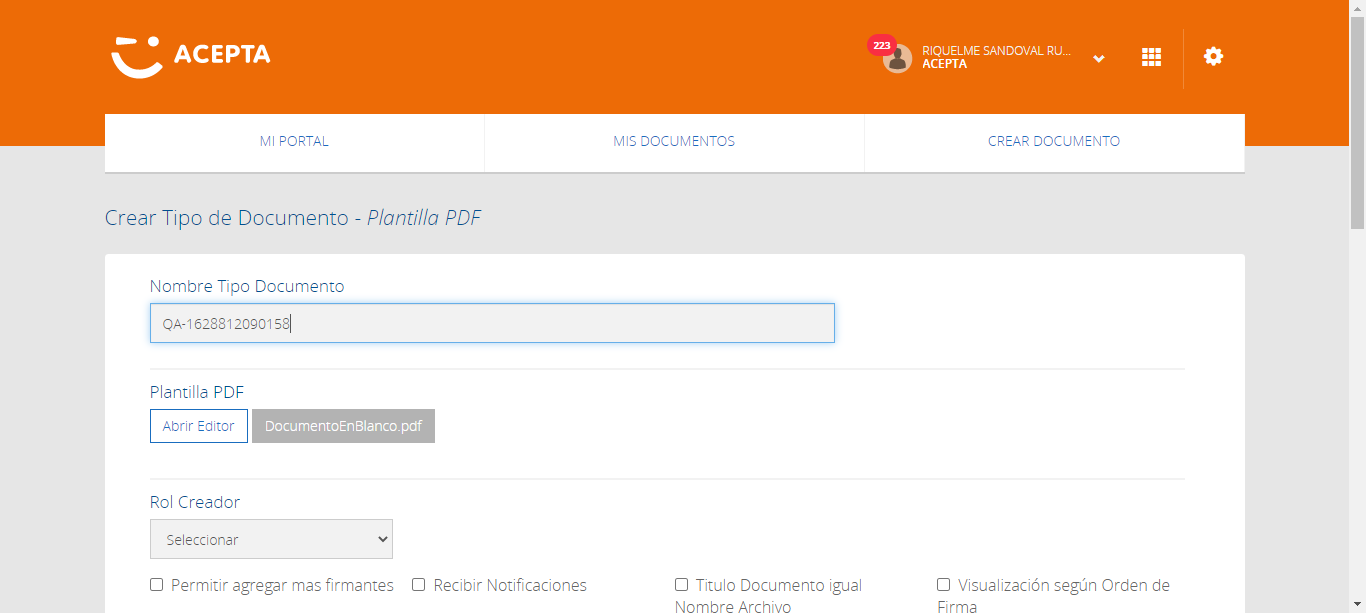 ACEPTA
223
RIQUELME SANDOVAL RU...
ACEPTA
MI PORTAL
MIS DOCUMENTOS
CREAR DOCUMENTO
Crear Tipo de Documento - Plantilla PDF
Nombre Tipo Documento
QA-1628812090158
Plantilla PDF
Abrir Editor
DocumentoEnBlanco.pdf
Rol Creador
Seleccionar
Permitir agregar mas firmantes
Recibir Notificaciones
Titulo Documento igual
Nombre Archivo
Visualización según Orden de
Firma